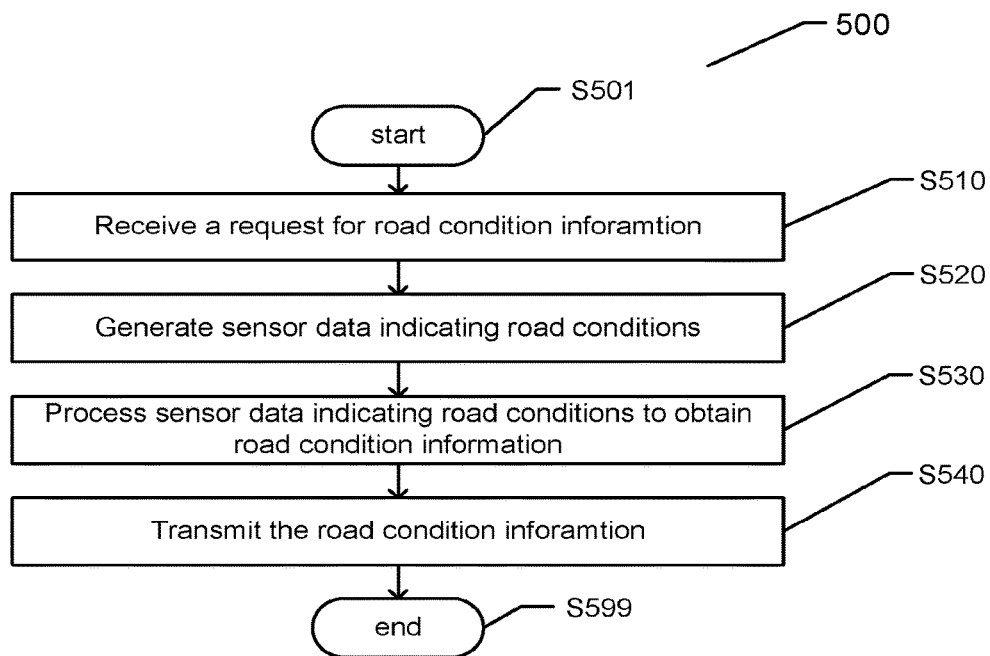 500
S501
start
S510
Receive a request for road condition inforamtion
S520
Generate sensor data indicating road conditions
S530
Process sensor data indicating road conditions to obtain
road condition information
S540
Transmit the road condition inforamtion
S599
end